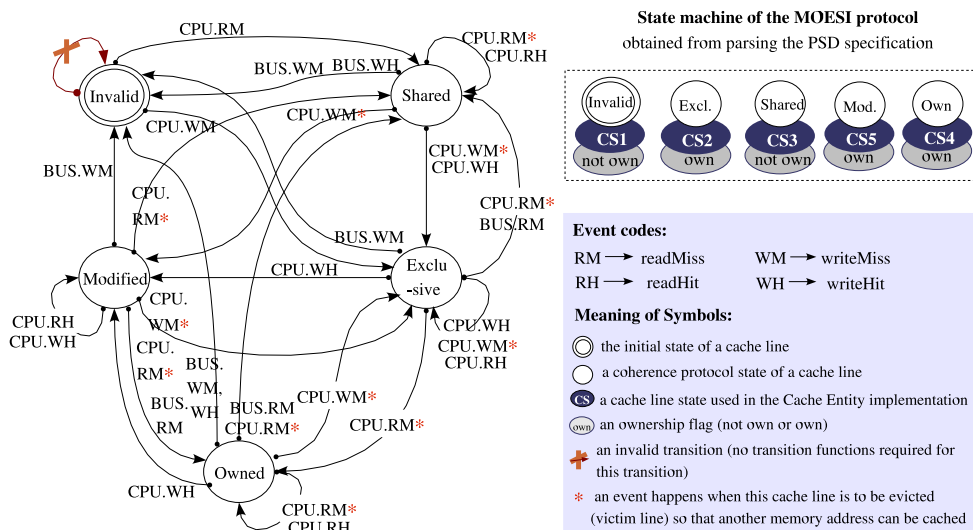 CPU.RM
CPU.RM*
CPU.RH
BUS.WM
BUS.WH
Invalid
Shared
CPU.WM
CPU.WM*
CPU.WM*
CPU.WH
BUS.WM
CPU.
RM*
CPU.RM*
BUS.RM
BUS.WM
Modified
CPU.WH
Exclu
-sive
CPU.
WM*
CPU.RH
CPU.WH
CPU.WH
CPU.WM*
CPU.RH
CPU.
RM*
BUS.
WM,
WH
BUS.
RM
BUS.RM
CPU.RM*
CPU.WM*
CPU.RM*
Owned
CPU.WH
CPU.RM*
CPU.RH
State machine of the MOESI protocol
obtained from parsing the PSD specification
Invalid
Excl.
Shared
Mod.
Own
CS1
CS2
CS3
CS5
CS4
not own
own
not own
own
own
Event codes:
RM readMiss WM writeMiss
RH readHit WH writeHit
Meaning of Symbols:
the initial state of a cache line
a coherence protocol state of a cache line
CS a cache line state used in the Cache Entity implementation
own an ownership flag (not own or own)
an invalid transition (no transition functions required for
this transition)
* an event happens when this cache line is to be evicted
(victim line) so that another memory address can be cached